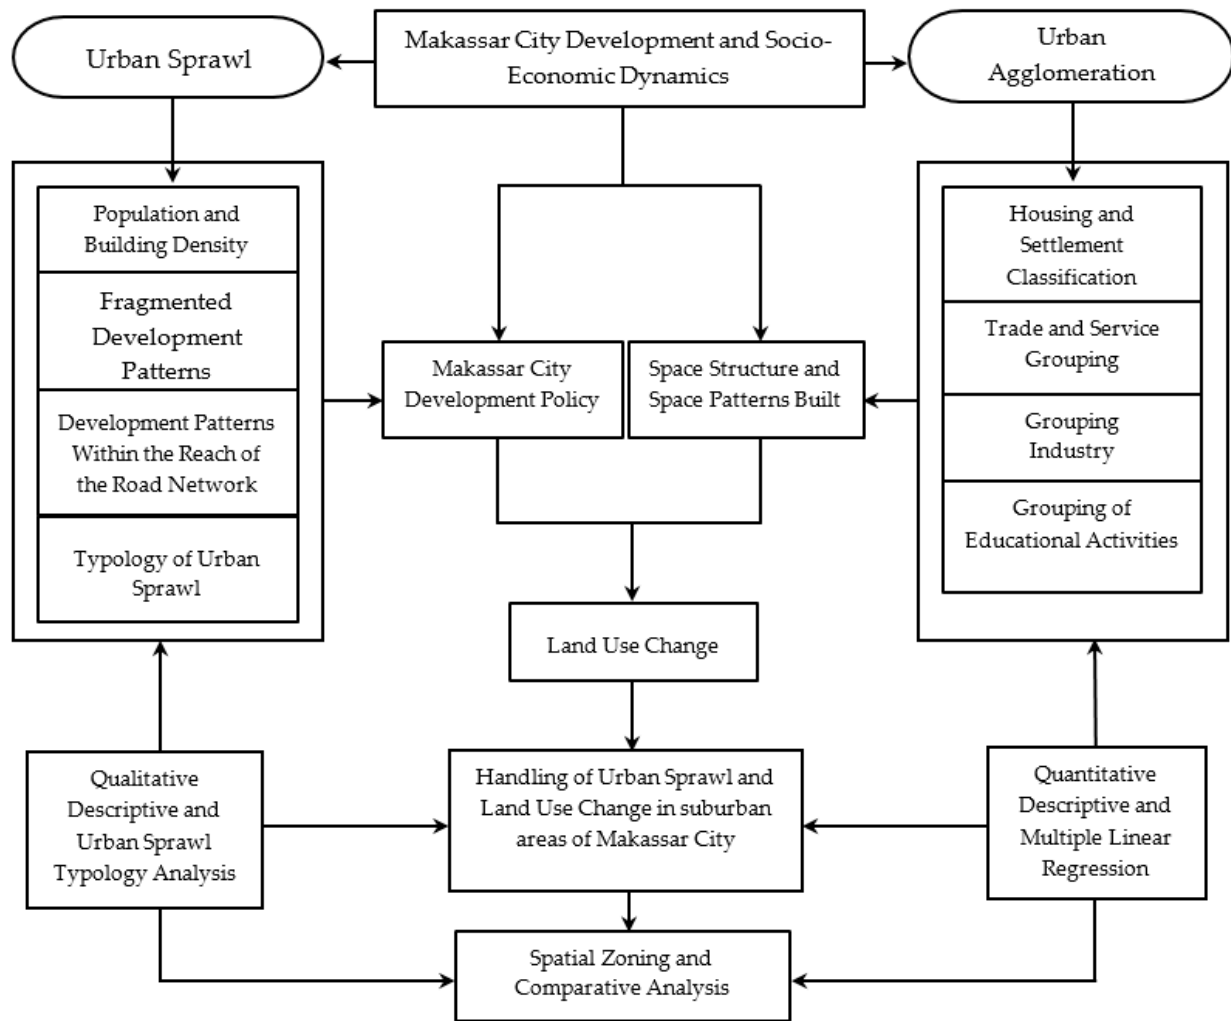 Urban Sprawl
Makassar City Development and Socio-
Economic Dynamics
Urban
Agglomeration
Population and
Building Density
Fragmented
Development
Patterns
Development Patterns
Within the Reach of
the Road Network
Typology of Urban
Sprawl
Makassar City
Development Policy
Space Structure and
Space Patterns Built
Housing and
Settlement
Classification
Trade and Service
Grouping
Grouping
Industry
Grouping of
Educational Activities
Land Use Change
Qualitative
Descriptive and
Urban Sprawl
Typology Analysis
Handling of Urban Sprawl and
Land Use Change in suburban
areas of Makassar City
Quantitative
Descriptive and
Multiple Linear
Regression
Spatial Zoning and
Comparative Analysis